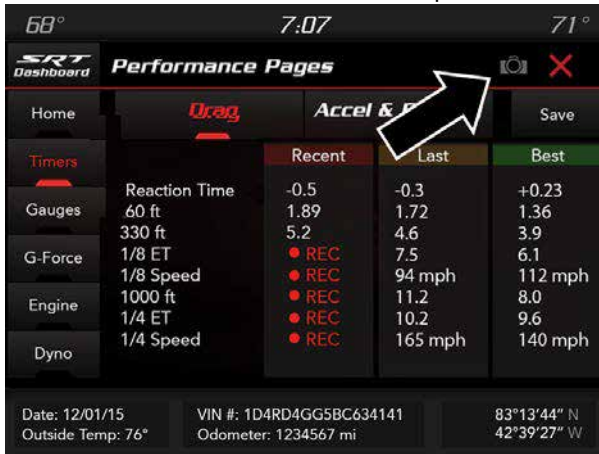 68° 7:07 71°
SRT Performance Pages
Dashboard
Home Drag Accel & Save
Timers Recent Last Best
Reaction Time -0.5 -0.3 +0.23
Gauges 60 ft 1.89 1.72 1.36
330 ft 5.2 4.6 3.9
G-Force 1/8 ET REC 7.5 6.1
1/8 Speed REC 94 mph 112 mph
Engine 1000 ft REC 11.2 8.0
1/4 ET REC 10.2 9.6
Dyno 1/4 Speed REC 165 mph 140 mph
Date: 12/01/15 VIN #: 1D4RD4GG5BC634141 83°13'44" N
Outside Temp: 76° Odometer: 1234567 mi 42°39'27" W